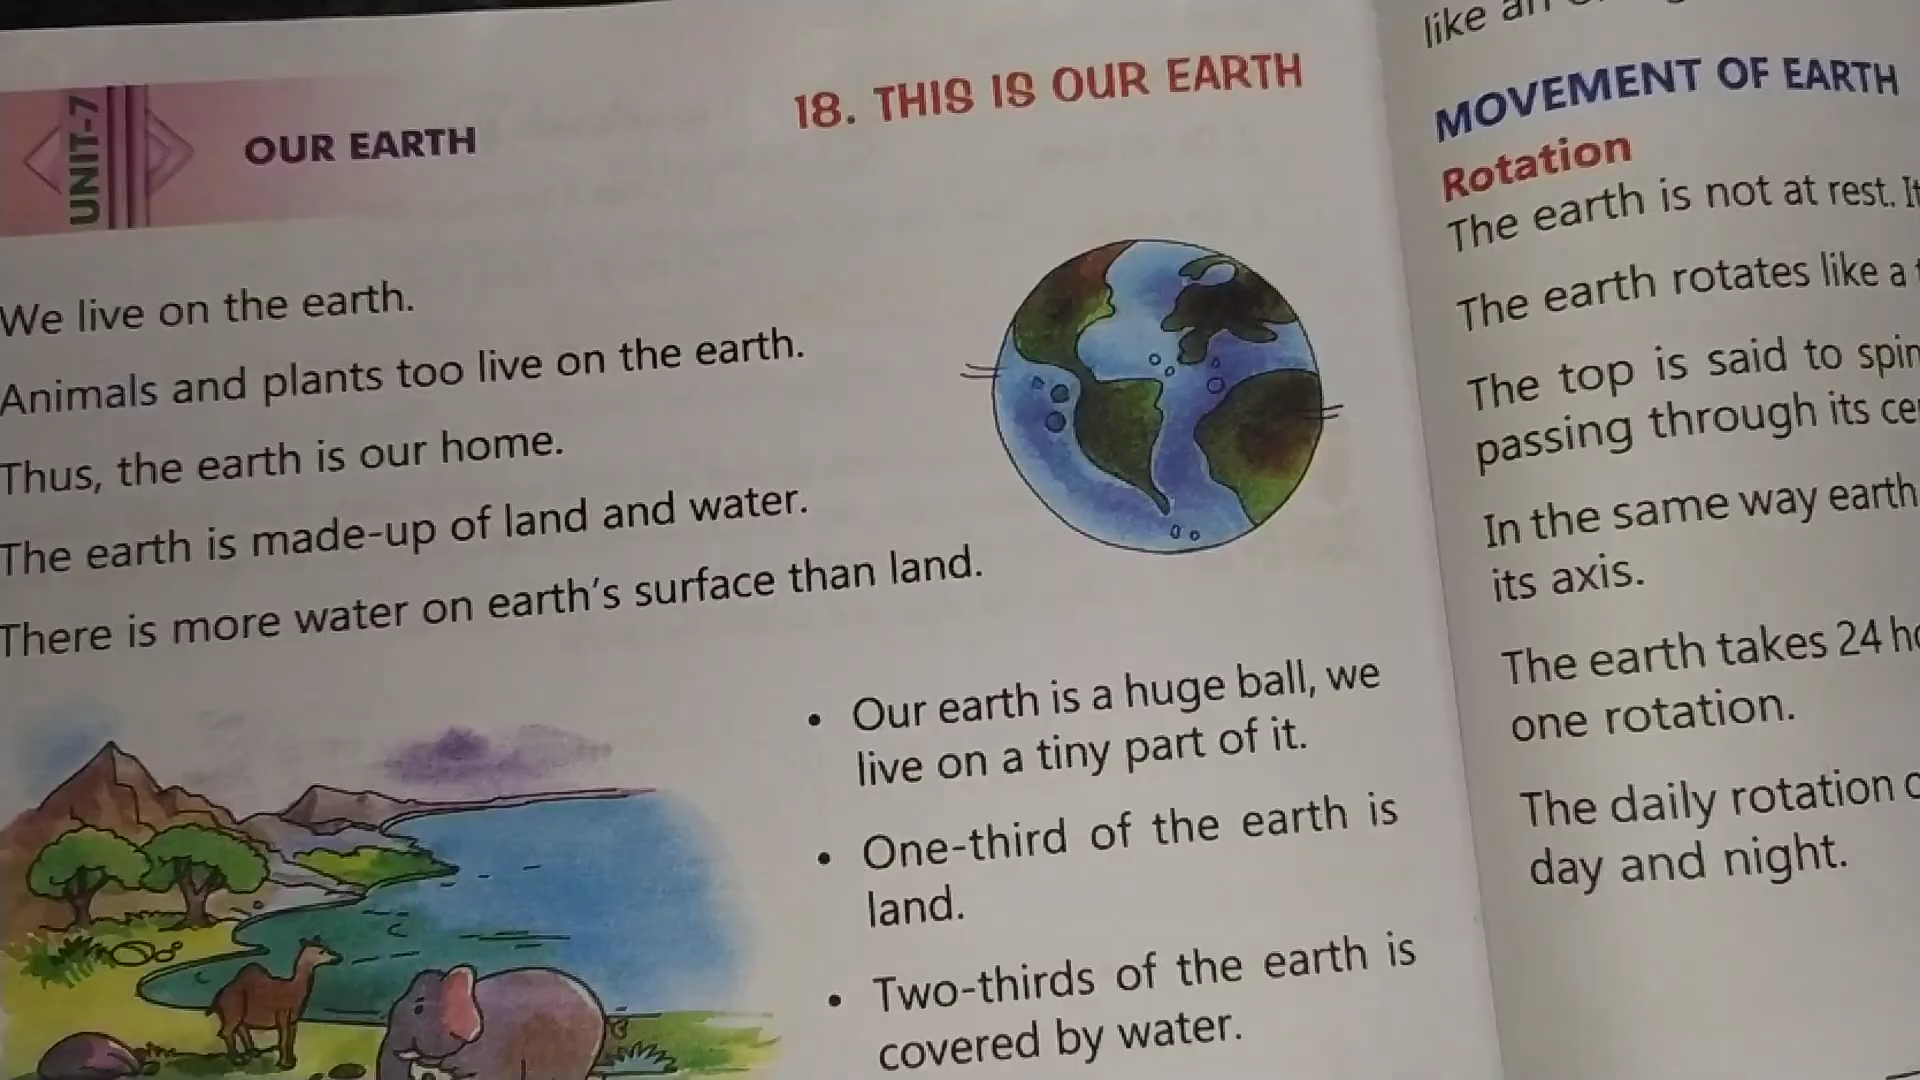 UNIT-7
OUR EARTH
18. THIS IS OUR EARTH
We live on the earth.
Animals and plants too live on the earth.
Thus, the earth is our home.
The earth is made-up of land and water.
There is more water on earth's surface than land.
• Our earth is a huge ball, we
live on a tiny part of it.
• One-third of the earth is
land.
• Two-thirds of the earth is
covered by water.
like an
MOVEMENT OF EARTH
Rotation
The earth is not at rest. It
The earth rotates like a
The top is said to spin
passing through its
In the same way earth
its axis.
The earth takes 24
one rotation.
The daily rotation
day and night.